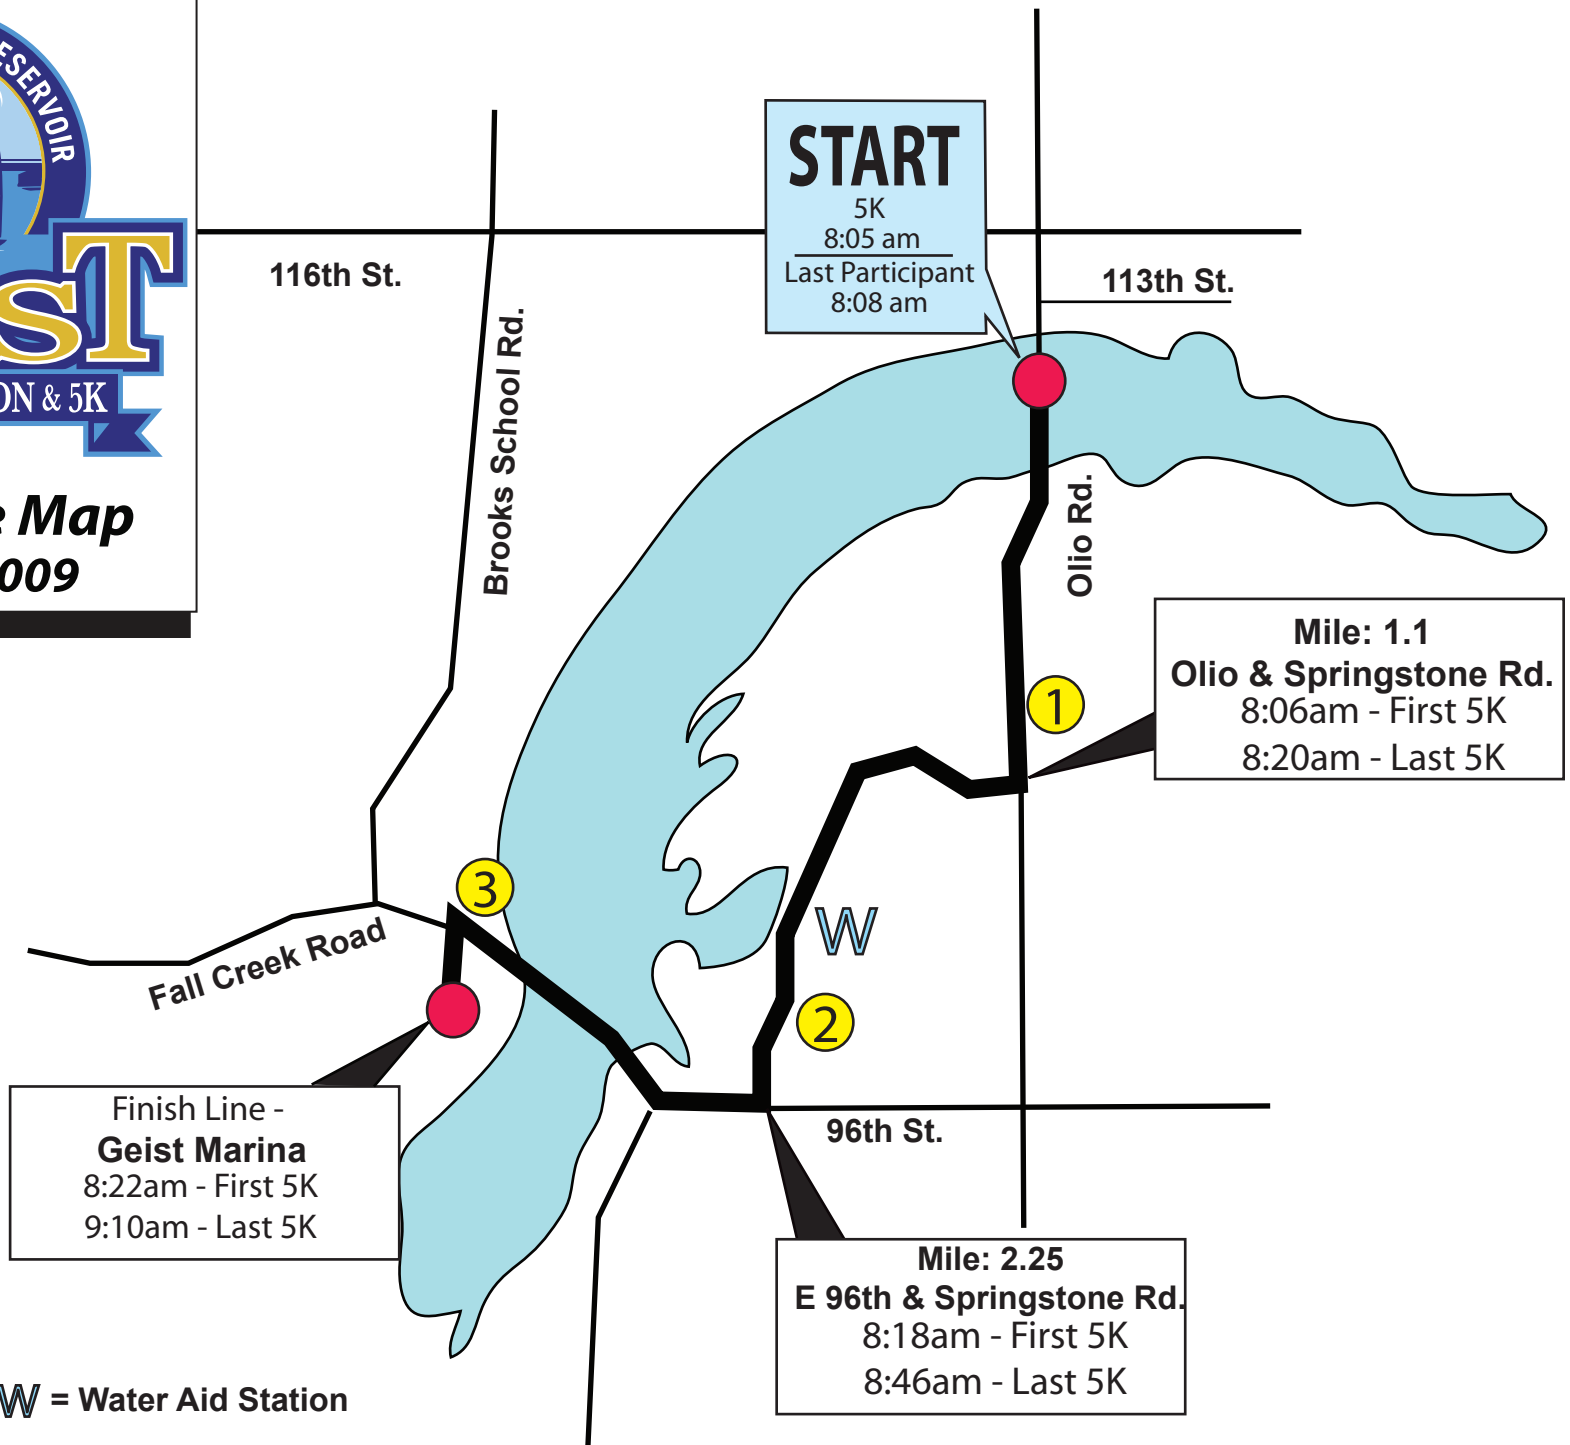 ESERVOIR
ST
ON & 5K
e Map
009
START
5K
8:05 am
Last Participant
8:08 am
116th St.
113th St.
Brooks School Rd.
Olio Rd.
Mile: 1.1
Olio & Springstone Rd.
8:06am - First 5K
8:20am - Last 5K
1
3
W
2
Fall Creek Road
Finish Line -
Geist Marina
8:22am - First 5K
9:10am - Last 5K
96th St.
Mile: 2.25
E 96th & Springstone Rd.
8:18am - First 5K
8:46am - Last 5K
W = Water Aid Station